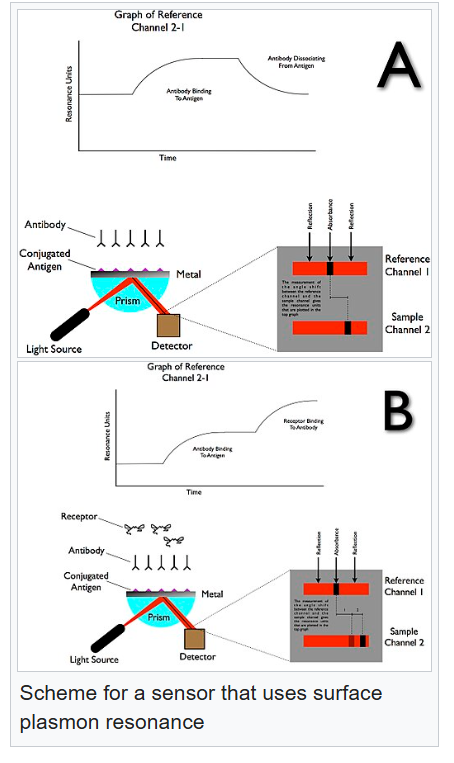 Graph of Reference
Channel 2-1
A
Resonance Units
Antibody Dissociating
From Antigen
Antibody Binding
To Antigen
Time
Antibody
Conjugated
Antigen
Metal
Prism
Light Source
Detector
Reflection
Absorbance
Reflection
Reference
Channel 1
The measurement of
the angle shift
between the reference
channel and the
sample channel gives
the resonance units
that are plotted in the
top graph
Sample
Channel 2
Graph of Reference
Channel 2-1
B
Resonance Units
Receptor Binding
To Antibody
Antibody Binding
To Antigen
Time
Receptor
Antibody
Conjugated
Antigen
Metal
Prism
Light Source
Detector
Reflection
Absorbance
Reflection
Reference
Channel 1
The measurement of
the angle shift
between the reference
channel and the
sample channel gives
the resonance units
that are plotted in the
top graph
1 2
Sample
Channel 2
Scheme for a sensor that uses surface
plasmon resonance